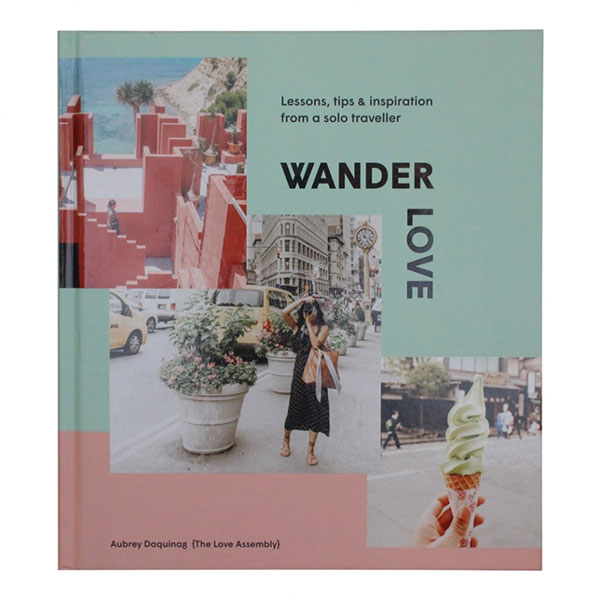 Lessons, tips & inspiration
from a solo traveller
WANDER
LOVE
Aubrey Daquinag {The Love Assembly}